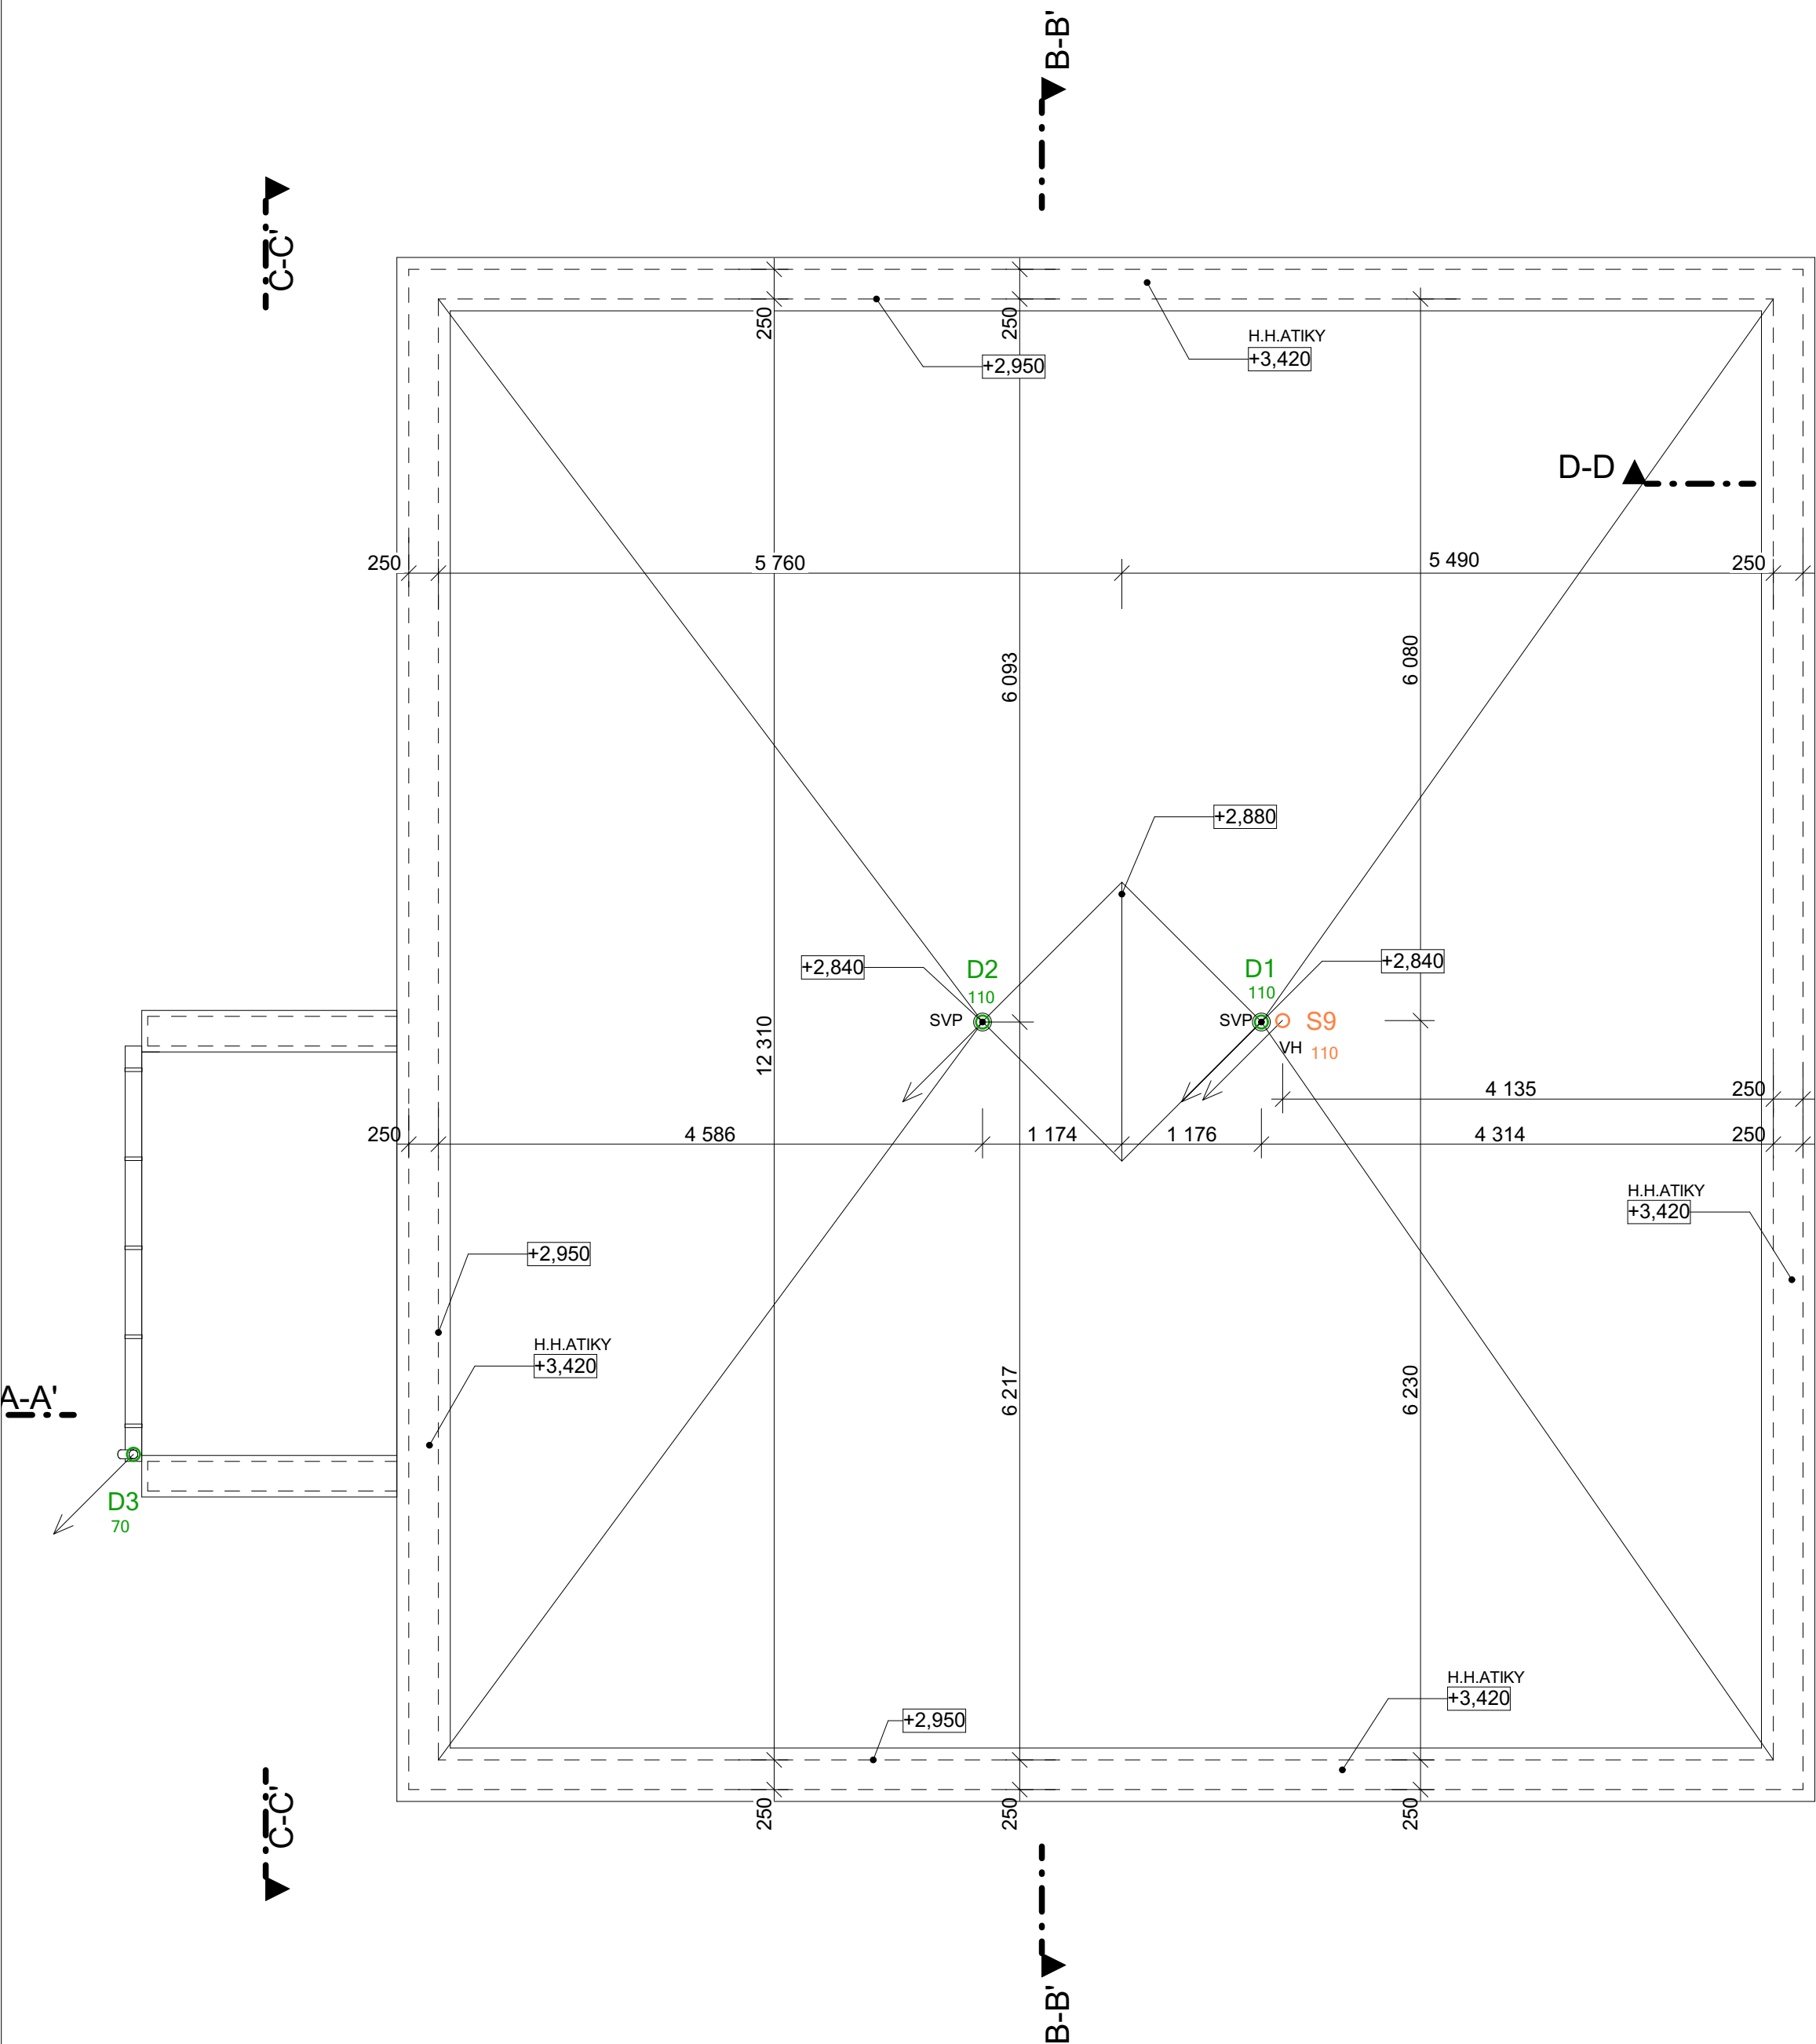 B-B'
C-C'
250
250
H.H.ATIKY
+3,420
+2,950
D-D
250
5 760
5 490
250
6 093
6 080
+2,880
+2,840
D2
110
SVP
D1
110
+2,840
SVP
S9
VH
110
12 310
4 135
250
250
4 586
1 174
1 176
4 314
250
H.H.ATIKY
+3,420
+2,950
H.H.ATIKY
+3,420
A-A'
6 217
6 230
D3
70
H.H.ATIKY
+3,420
+2,950
250
250
250
C-C'
B-B'